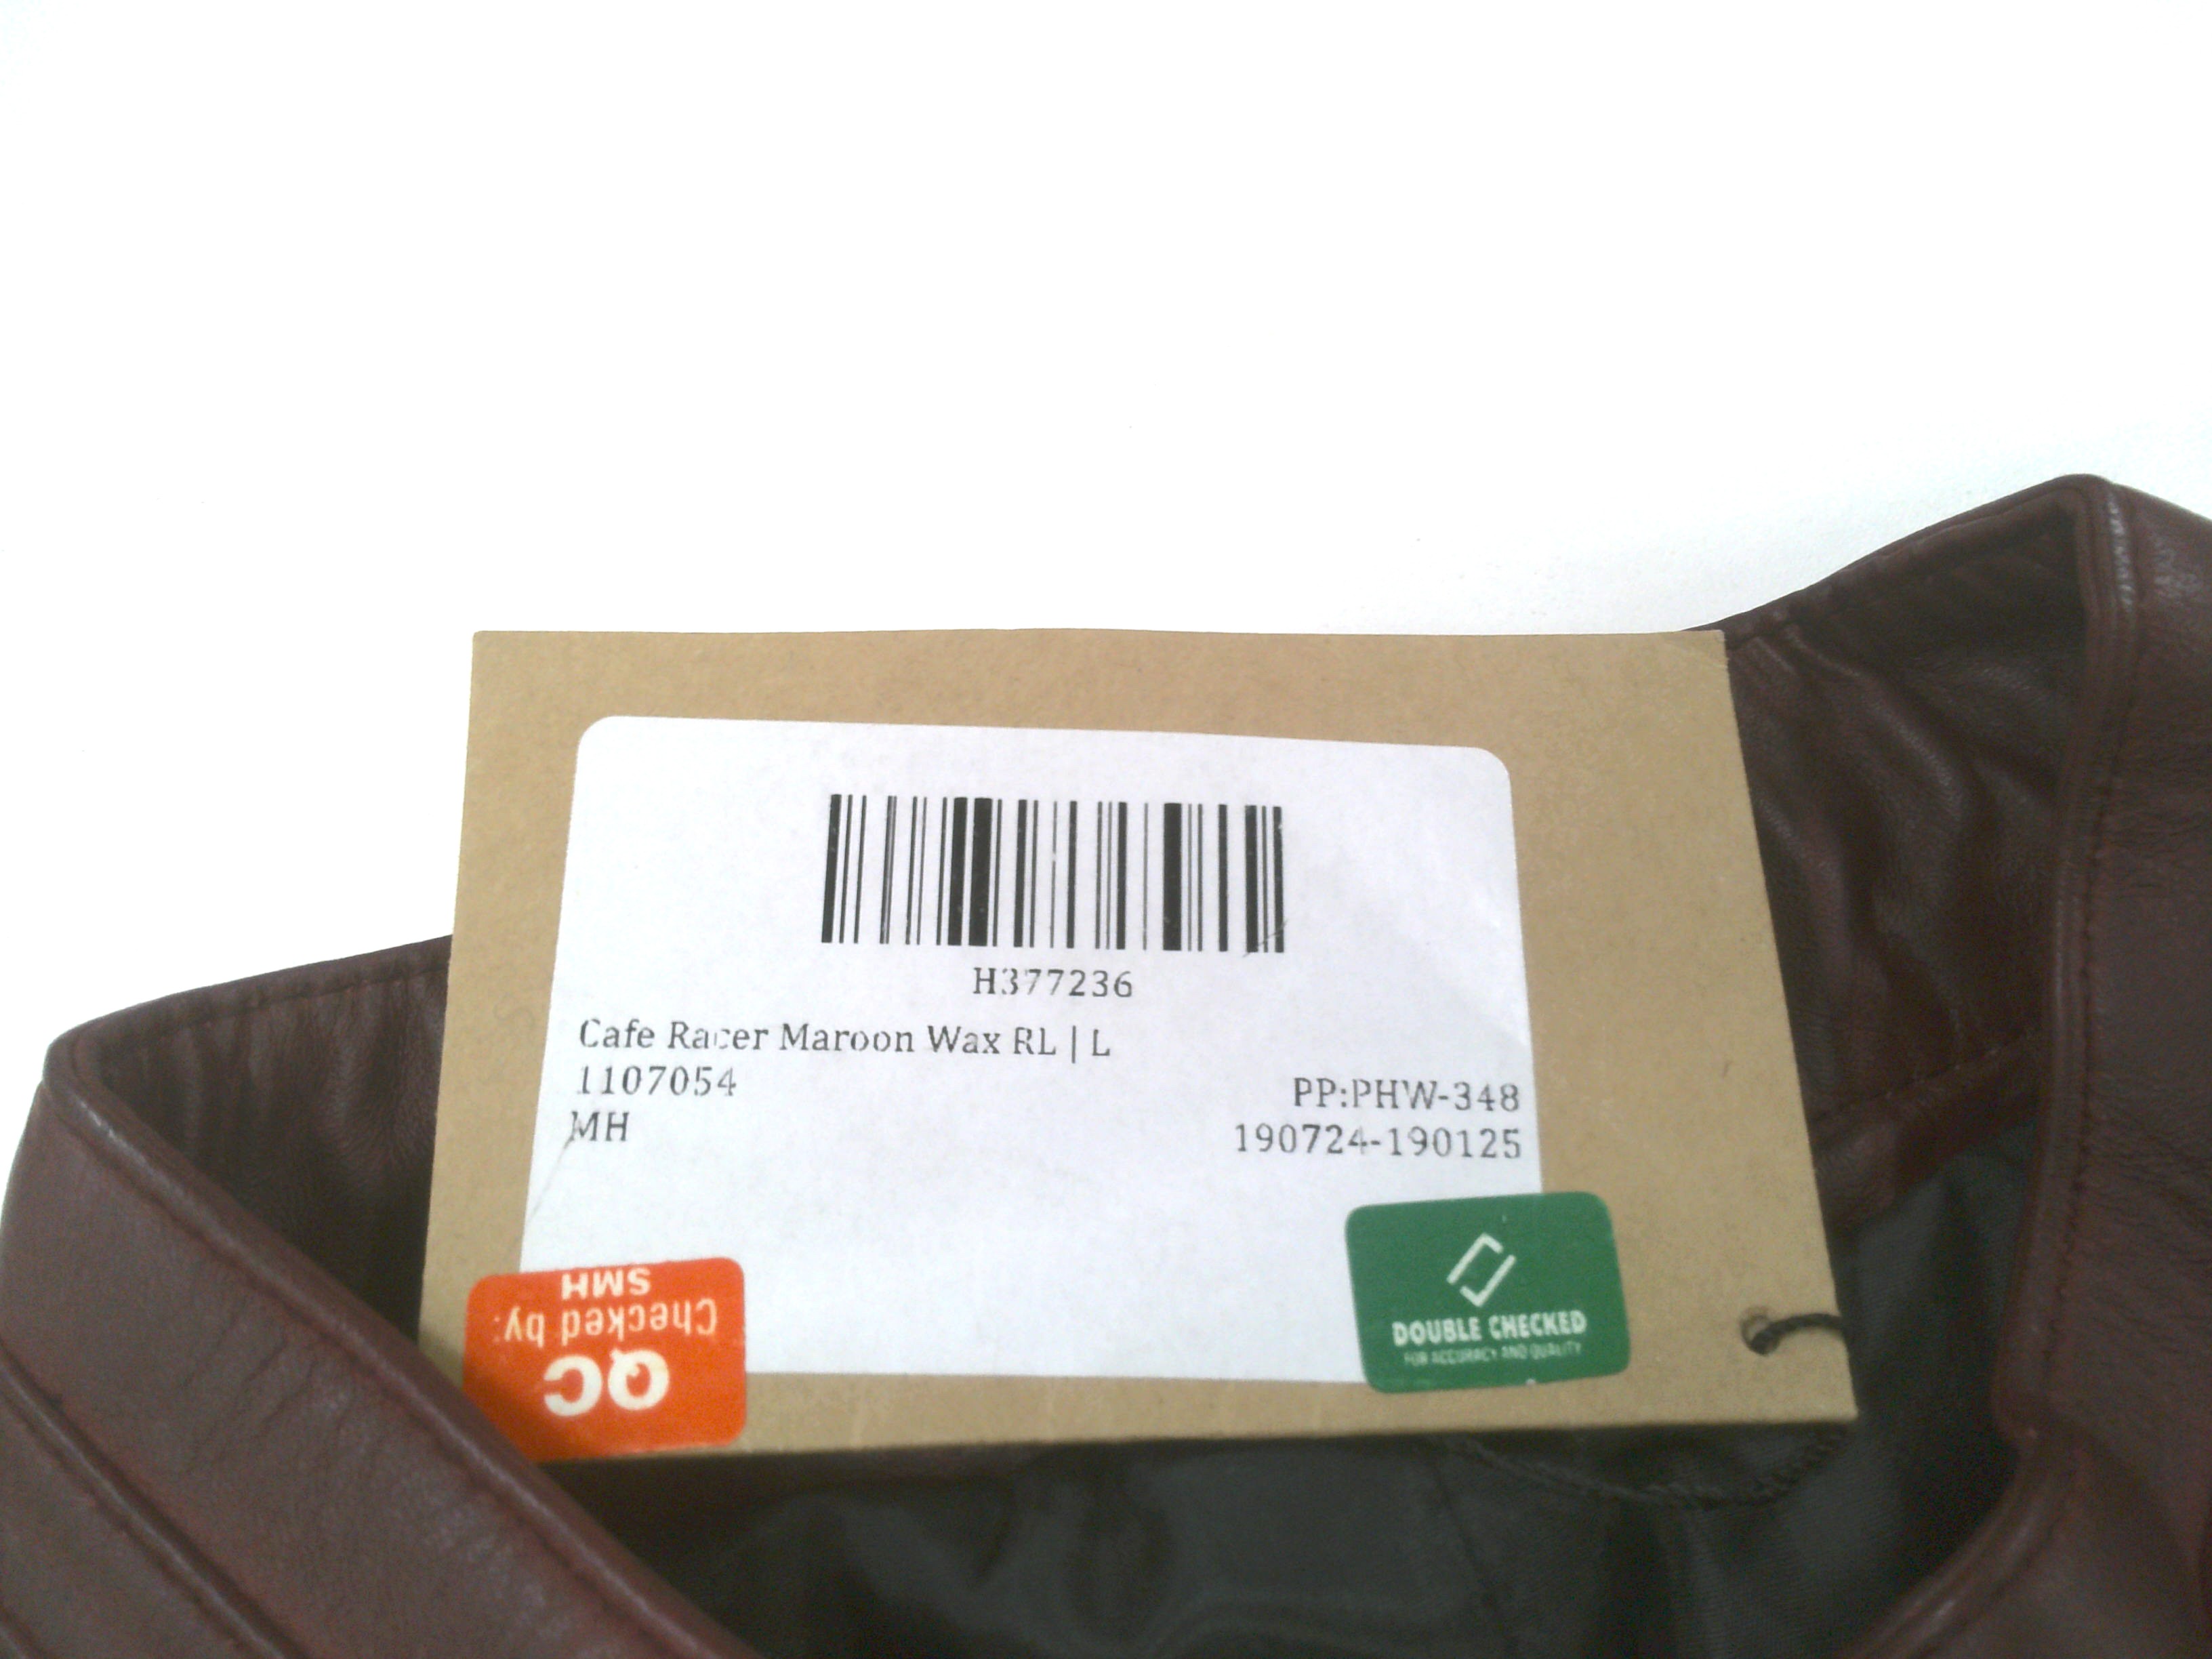 H377236
Cafe Racer Maroon Wax RL | L
1107054
PP:PHW-348
MH
190724-190125
QC
Checked by:
SMH
DOUBLE CHECKED
FOR ACCURACY AND QUALITY